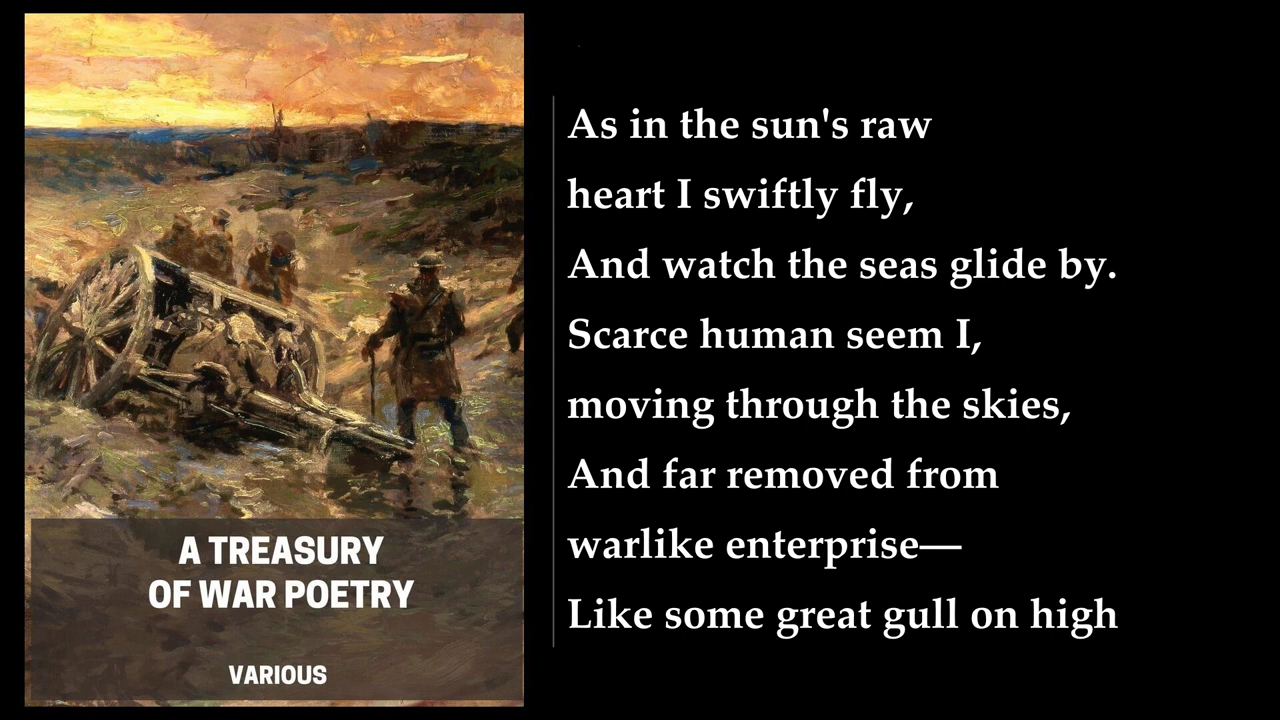 A TREASURY
OF WAR POETRY
VARIOUS
As in the sun's raw
heart I swiftly fly,
And watch the seas glide by.
Scarce human seem I,
moving through the skies,
And far removed from
warlike enterprise—
Like some great gull on high